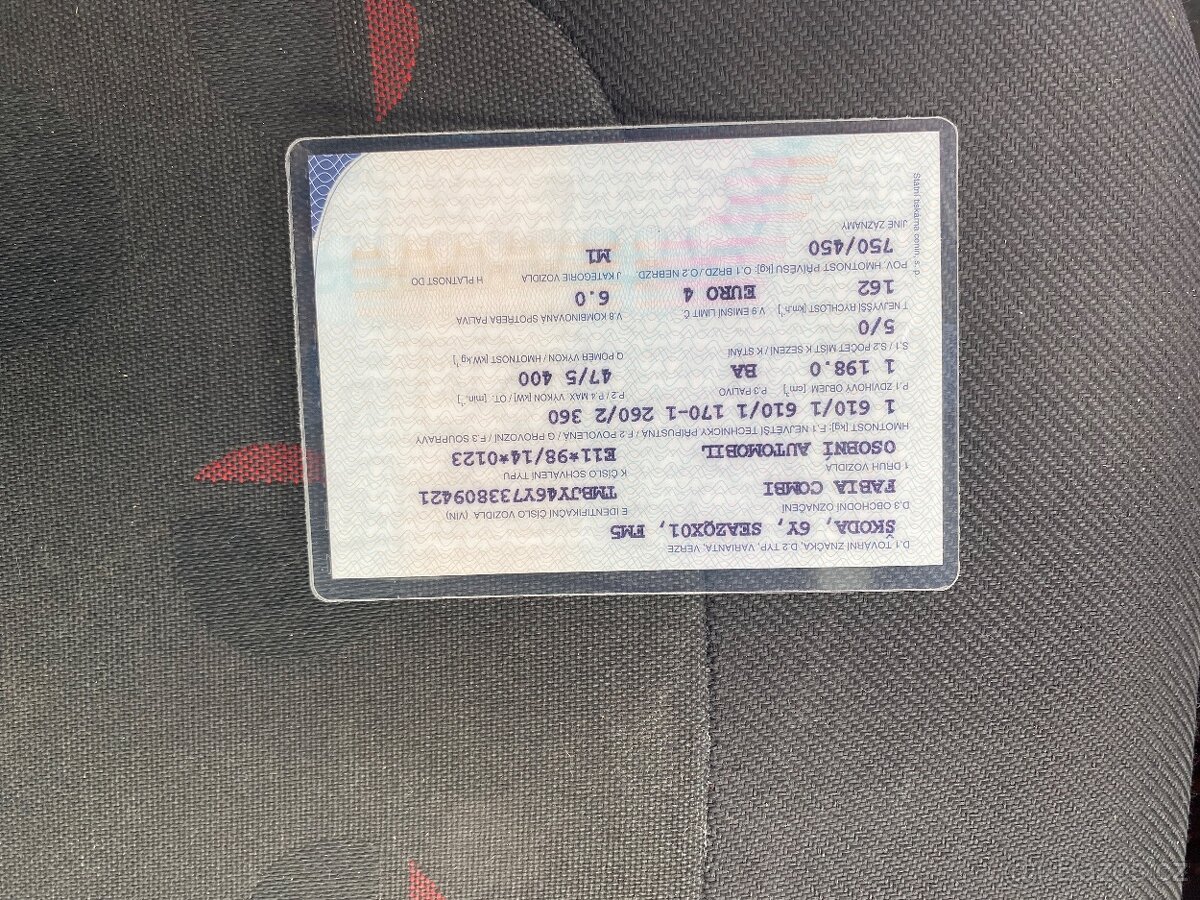 D.1 TOVÁRNÍ ZNAČKA, D.2 TYP, VARIANTA, VERZE
ŠKODA, 6Y, SEAZQX01, FM5
D.3 OBCHODNÍ OZNAČENÍ
FABIA COMBI
E IDENTIFIKAČNÍ ČÍSLO VOZIDLA (VIN)
TMBJY46Y733809421
1 DRUH VOZIDLA
OSOBNÍ AUTOMOBIL
K ČÍSLO SCHVÁLENÍ TYPU
E11*98/14*0123
HMOTNOST [kg]: F.1 NEJVĚTŠÍ TECHNICKY PŘÍPUSTNÁ / F.2 POVOLENÁ / G PROVOZNÍ / F.3 SOUPRAVY
1 610/1 610/1 170-1 260/2 360
P.1 ZDVIHOVÝ OBJEM [cm³] P.3 PALIVO
1 198.0 BA
P.2 / P.4 MAX. VÝKON [kW] / OT. [min⁻¹]
47/5 400
S.1 / S.2 POČET MÍST K SEZENÍ / K STÁNÍ
5/0
Q POMĚR VÝKON / HMOTNOST [kW.kg⁻¹]
T NEJVYŠŠÍ RYCHLOST [km.h⁻¹] V.9 EMISNÍ LIMIT Č.
162 EURO 4
V.8 KOMBINOVANÁ SPOTŘEBA PALIVA
6.0
POV. HMOTNOST PŘÍVĚSU [kg]: O.1 BRZD./O.2 NEBRZD.
750/450
J KATEGORIE VOZIDLA H PLATNOST DO
M1
JINÉ ZÁZNAMY
Státní tiskárna cenin, s. p.